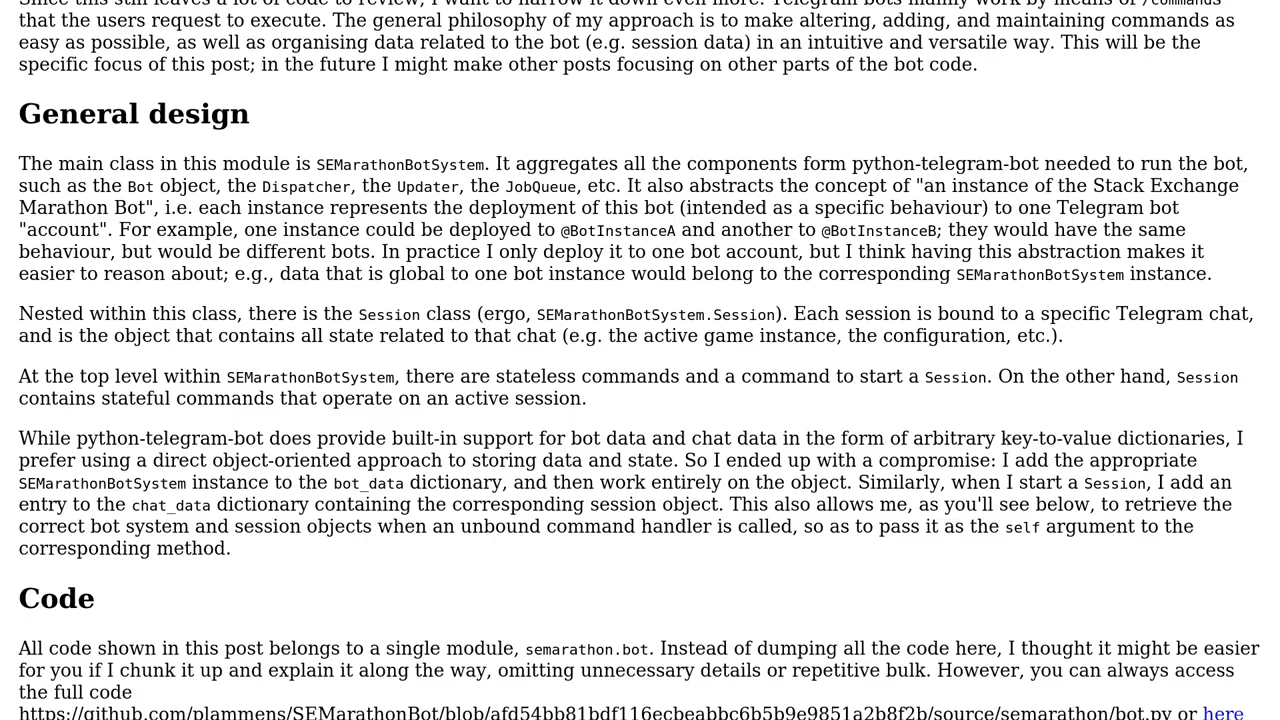 Since this still leaves a lot of code to review, I want to narrow it down even more. Telegram bots mainly work by means of /commands
that the users request to execute. The general philosophy of my approach is to make altering, adding, and maintaining commands as
easy as possible, as well as organising data related to the bot (e.g. session data) in an intuitive and versatile way. This will be the
specific focus of this post; in the future I might make other posts focusing on other parts of the bot code.
General design
The main class in this module is SEMarathonBotSystem. It aggregates all the components form python-telegram-bot needed to run the bot,
such as the Bot object, the Dispatcher, the Updater, the JobQueue, etc. It also abstracts the concept of "an instance of the Stack Exchange
Marathon Bot", i.e. each instance represents the deployment of this bot (intended as a specific behaviour) to one Telegram bot
"account". For example, one instance could be deployed to @BotInstanceA and another to @BotInstanceB; they would have the same
behaviour, but would be different bots. In practice I only deploy it to one bot account, but I think having this abstraction makes it
easier to reason about; e.g., data that is global to one bot instance would belong to the corresponding SEMarathonBotSystem instance.
Nested within this class, there is the Session class (ergo, SEMarathonBotSystem.Session). Each session is bound to a specific Telegram chat,
and is the object that contains all state related to that chat (e.g. the active game instance, the configuration, etc.).
At the top level within SEMarathonBotSystem, there are stateless commands and a command to start a Session. On the other hand, Session
contains stateful commands that operate on an active session.
While python-telegram-bot does provide built-in support for bot data and chat data in the form of arbitrary key-to-value dictionaries, I
prefer using a direct object-oriented approach to storing data and state. So I ended up with a compromise: I add the appropriate
SEMarathonBotSystem instance to the bot_data dictionary, and then work entirely on the object. Similarly, when I start a Session, I add an
entry to the chat_data dictionary containing the corresponding session object. This also allows me, as you'll see below, to retrieve the
correct bot system and session objects when an unbound command handler is called, so as to pass it as the self argument to the
corresponding method.
Code
All code shown in this post belongs to a single module, semarathon.bot. Instead of dumping all the code here, I thought it might be easier
for you if I chunk it up and explain it along the way, omitting unnecessary details or repetitive bulk. However, you can always access
the full code
https://github.com/plammens/SEMarathonBot/blob/afd54bb81bdf116ecbeabbc6b5b9e9851a2b8f2b/source/semarathon/bot.py or here